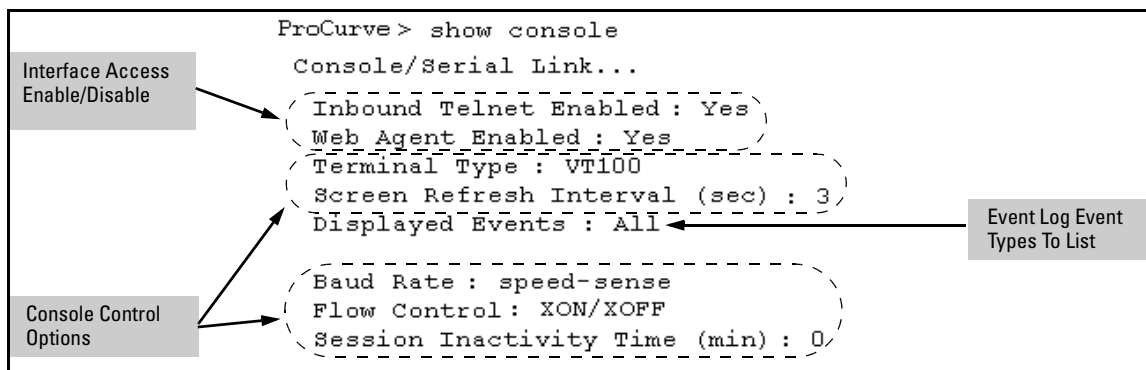 ProCurve> show console
Console/Serial Link...
Interface Access
Enable/Disable
Inbound Telnet Enabled : Yes
Web Agent Enabled : Yes
Terminal Type : VT100
Screen Refresh Interval (sec) : 3
Displayed Events : All
Event Log Event
Types To List
Baud Rate : speed-sense
Flow Control : XON/XOFF
Session Inactivity Time (min) : 0
Console Control
Options